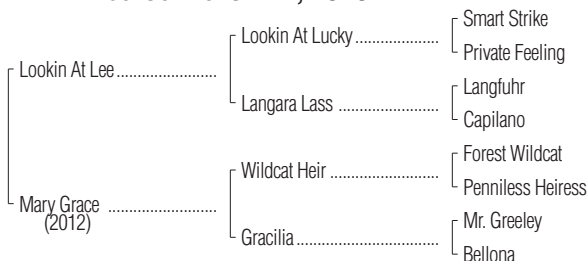 Smart Strike
Lookin At Lucky
Private Feeling
Lookin At Lee
Langfuhr
Langara Lass
Capilano
Forest Wildcat
Wildcat Heir
Penniless Heiress
Mary Grace
(2012)
Mr. Greeley
Gracilia
Bellona